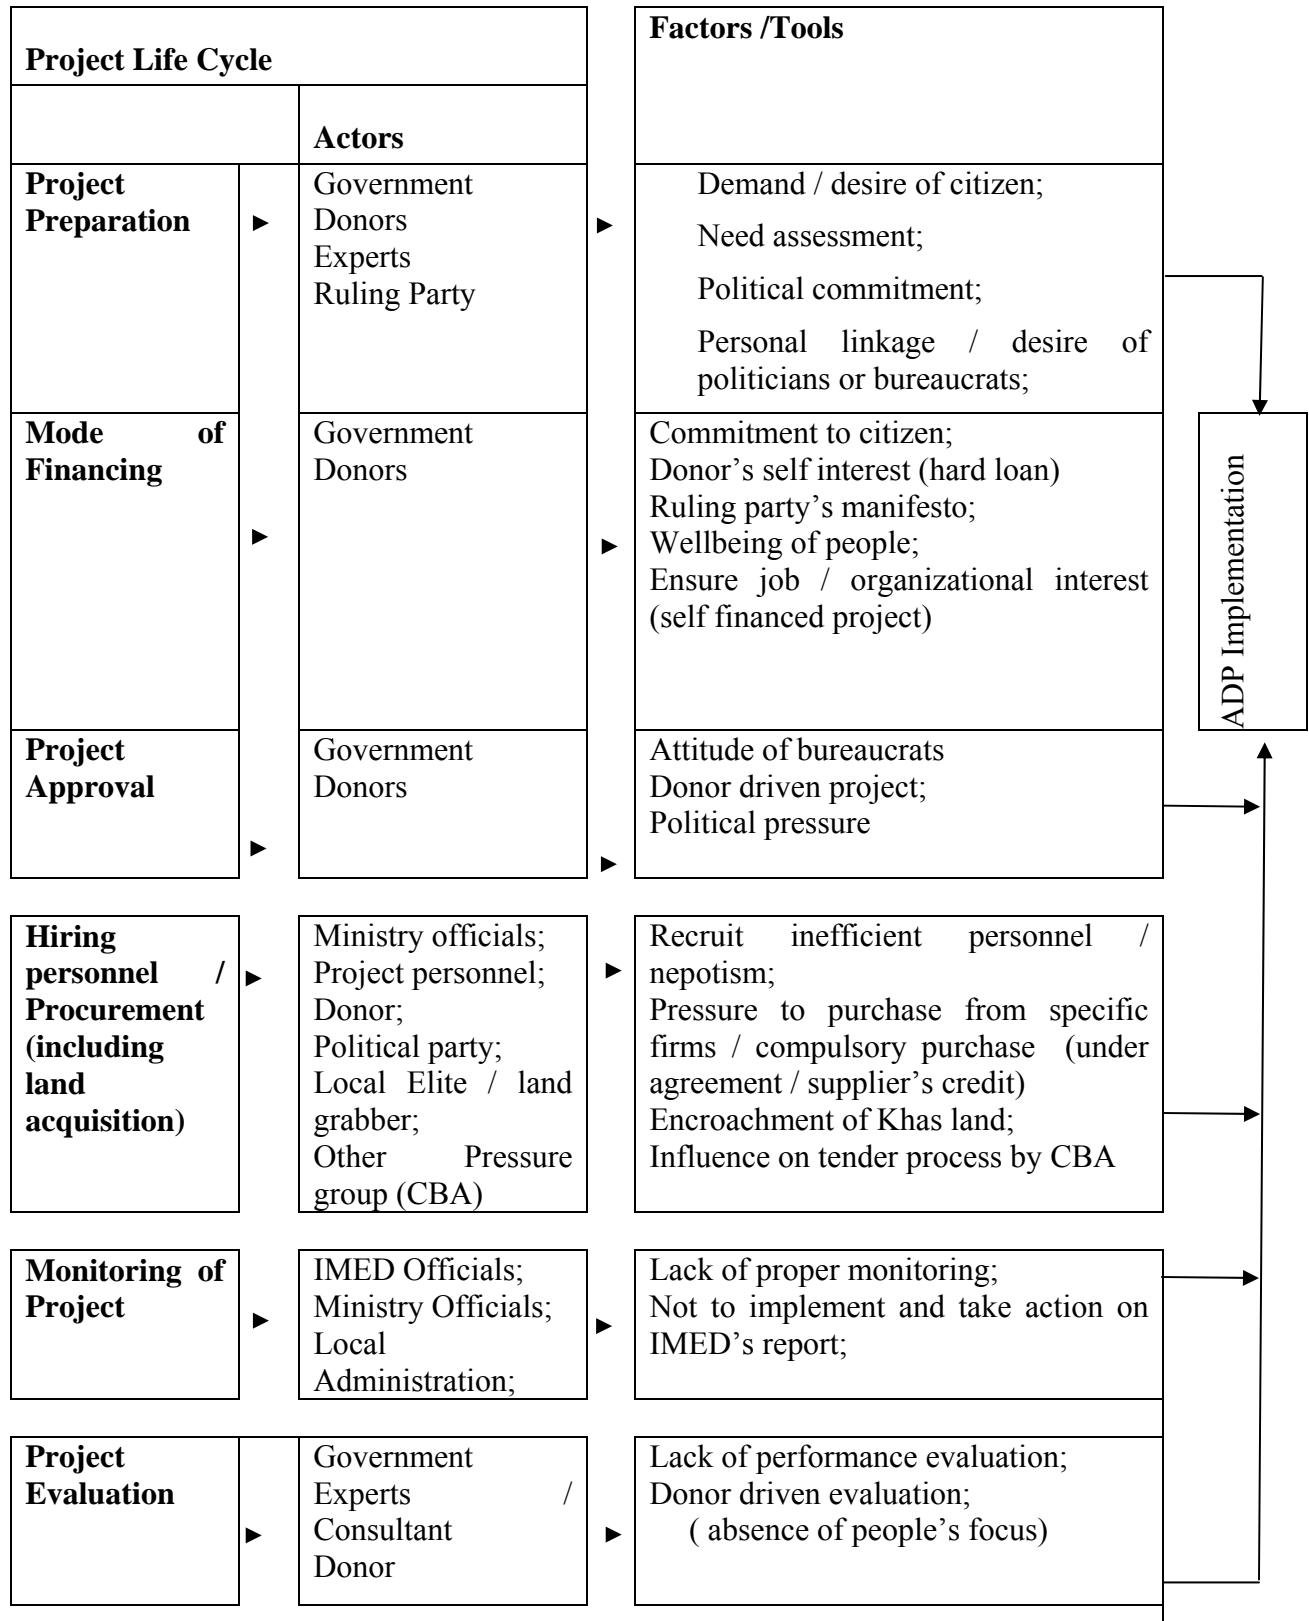 Project Life Cycle
Factors /Tools
Actors
Project
Preparation
►
Government
Donors
Experts
Ruling Party
►
Demand / desire of citizen;
Need assessment;
Political commitment;
Personal linkage / desire of
politicians or bureaucrats;
Mode of
Financing
►
Government
Donors
►
Commitment to citizen;
Donor’s self interest (hard loan)
Ruling party’s manifesto;
Wellbeing of people;
Ensure job / organizational interest
(self financed project)
ADP Implementation
Project
Approval
►
Government
Donors
►
Attitude of bureaucrats
Donor driven project;
Political pressure
Hiring
personnel /
Procurement
(including
land
acquisition)
►
Ministry officials;
Project personnel;
Donor;
Political party;
Local Elite / land
grabber;
Other Pressure
group (CBA)
►
Recruit inefficient personnel /
nepotism;
Pressure to purchase from specific
firms / compulsory purchase (under
agreement / supplier’s credit)
Encroachment of Khas land;
Influence on tender process by CBA
Monitoring of
Project
►
IMED Officials;
Ministry Officials;
Local
Administration;
►
Lack of proper monitoring;
Not to implement and take action on
IMED’s report;
Project
Evaluation
►
Government
Experts /
Consultant
Donor
►
Lack of performance evaluation;
Donor driven evaluation;
( absence of people’s focus)